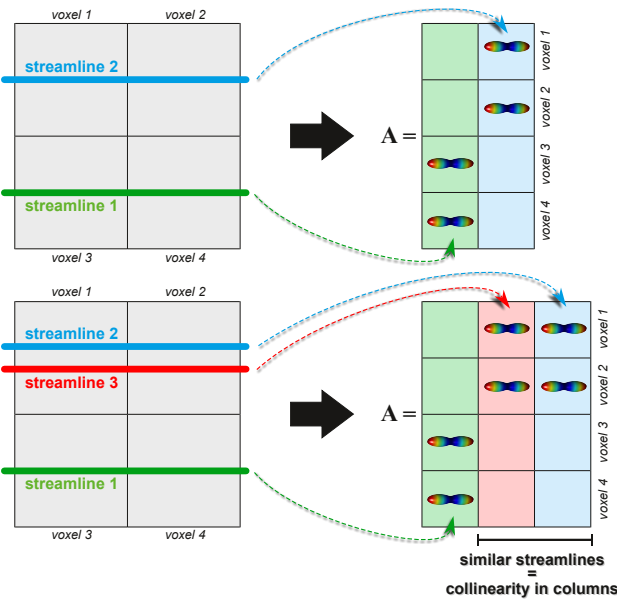 voxel 1 voxel 2
streamline 2
streamline 1
voxel 3 voxel 4
A =
voxel 1
voxel 2
voxel 3
voxel 4
voxel 1 voxel 2
streamline 2
streamline 3
streamline 1
voxel 3 voxel 4
A =
voxel 1
voxel 2
voxel 3
voxel 4
similar streamlines
=
collinearity in columns